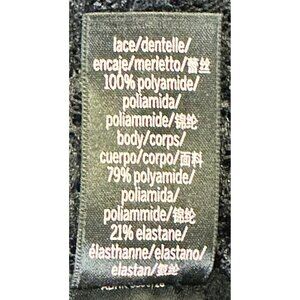 lace/dentelle/
encaje/merletto/蕾丝
100% polyamide/
poliamida/
poliammide/锦纶
body/corps/
cuerpo/corpo/面料
79% polyamide/
poliamida/
poliammide/锦纶
21% elastane/
élasthanne/elastano/
elastan/氨纶